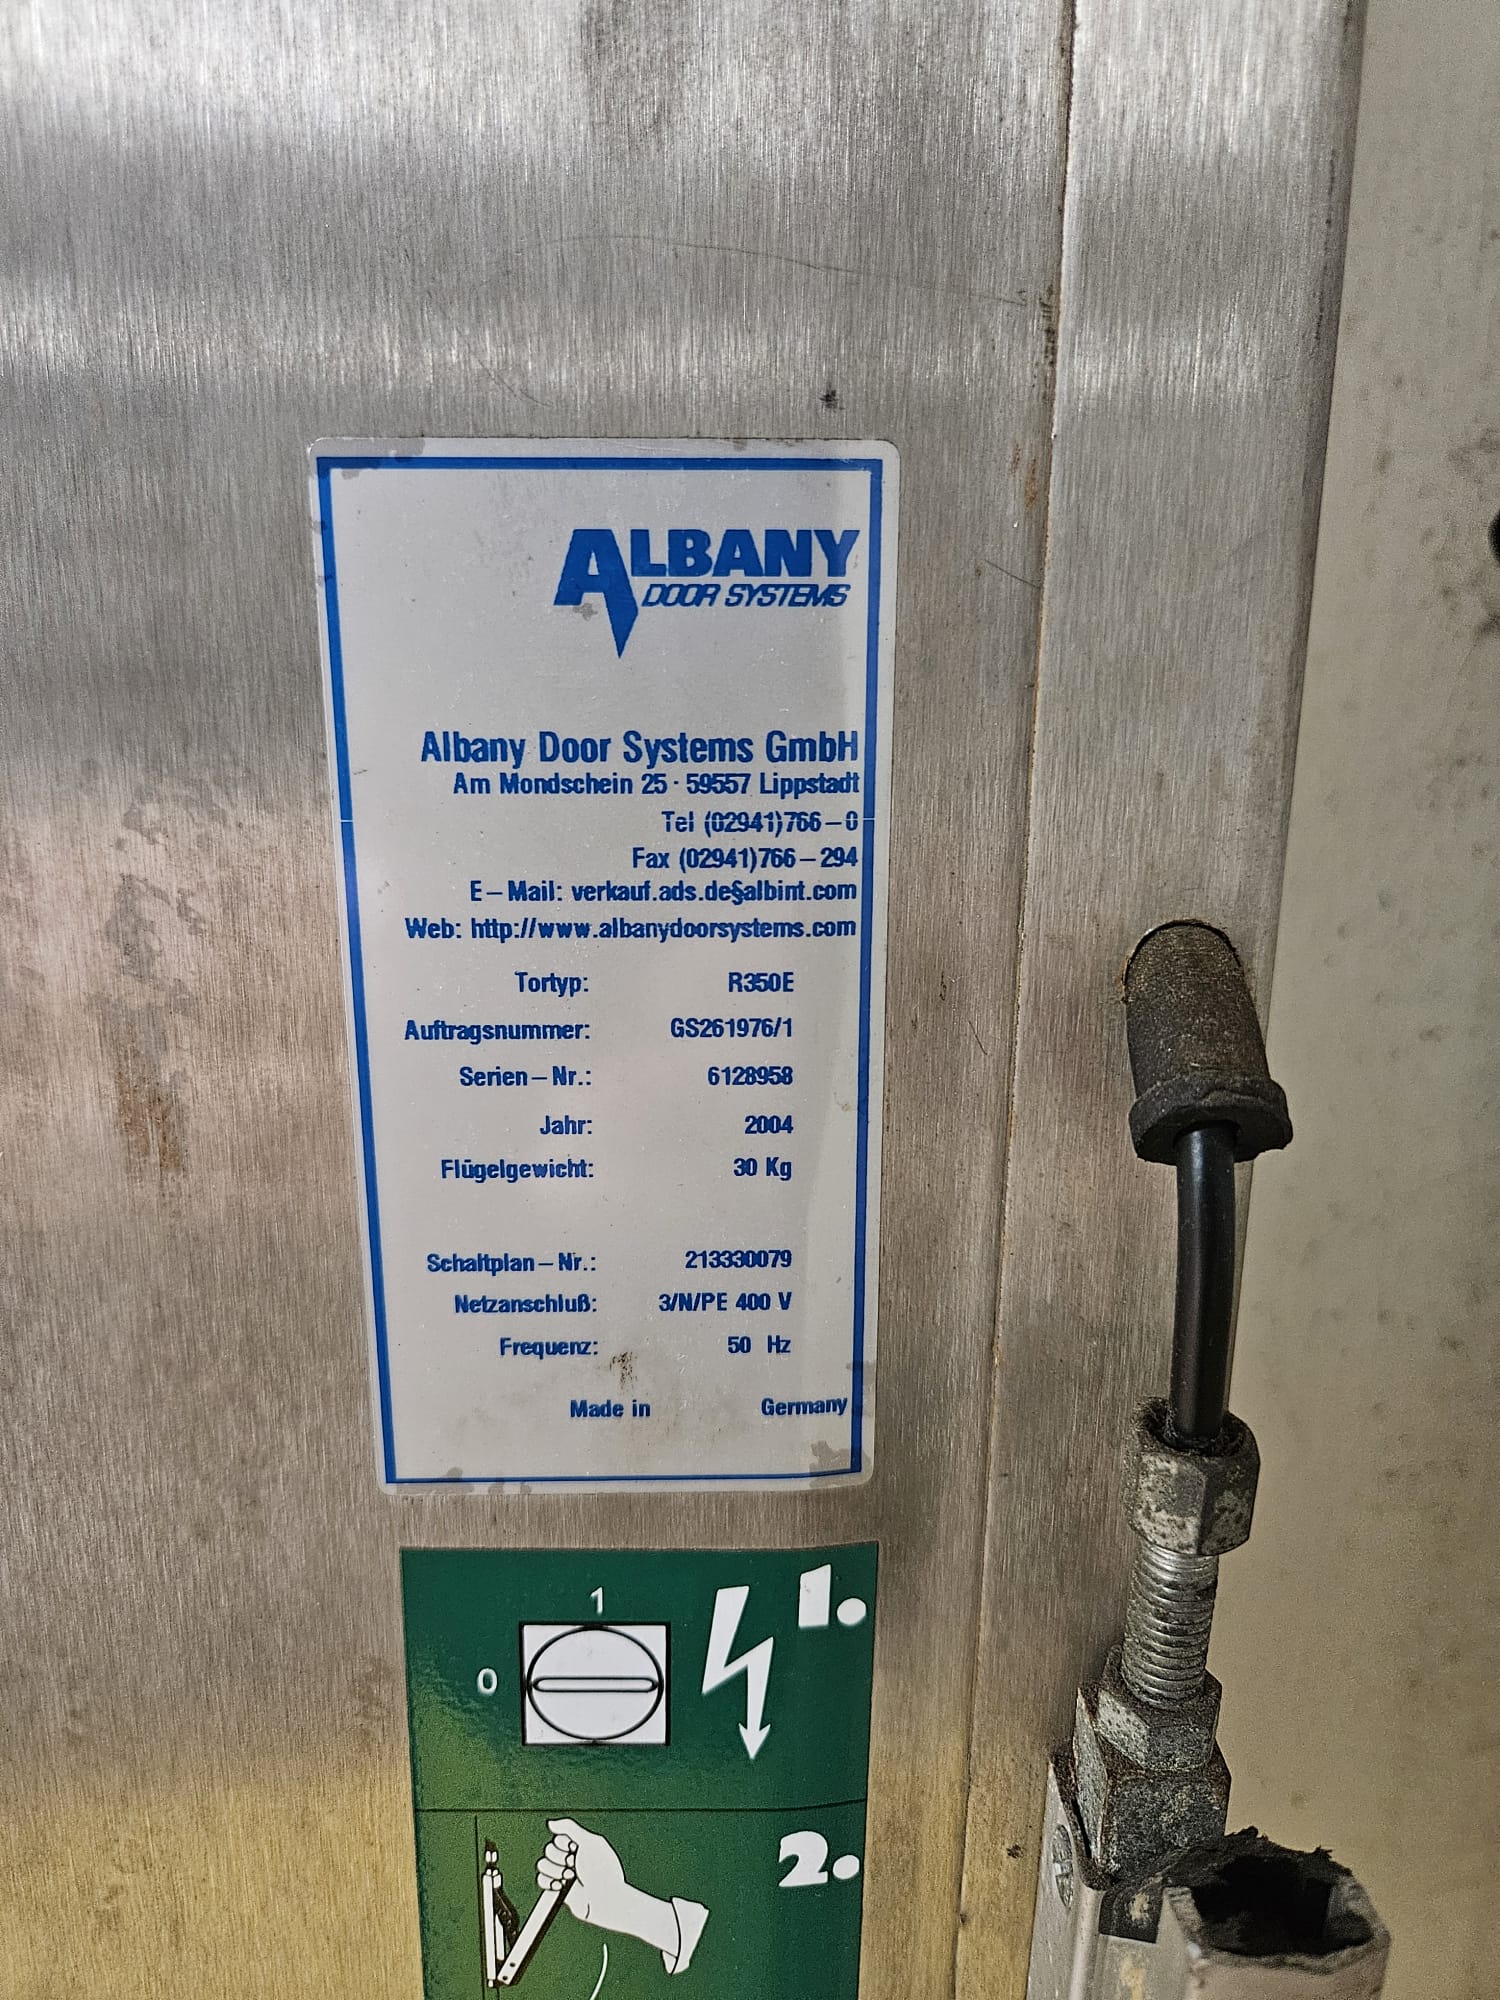 ALBANY
DOOR SYSTEMS
Albany Door Systems GmbH
Am Mondschein 25 · 59557 Lippstadt
Tel (02941)766–0
Fax (02941)766–294
E–Mail: verkauf.ads.de§albint.com
Web: http://www.albanydoorsystems.com
Tortyp: R350E
Auftragsnummer: GS261976/1
Serien–Nr.: 6128958
Jahr: 2004
Flügelgewicht: 30 Kg
Schaltplan–Nr.: 213330079
Netzanschluß: 3/N/PE 400 V
Frequenz: 50 Hz
Made in Germany
1 1.
0
2.